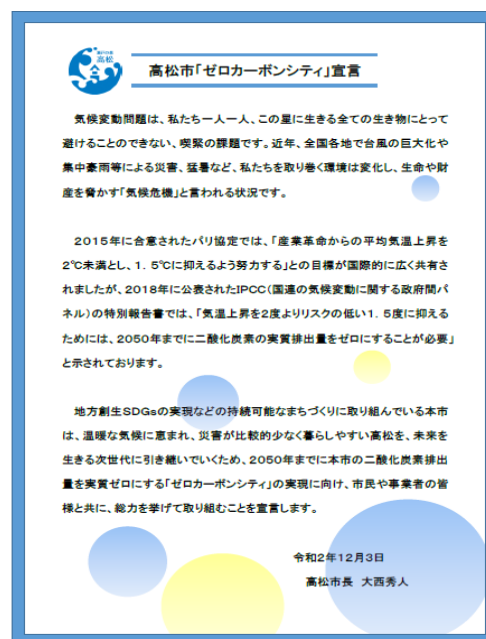 高松
高松市「ゼロカーボンシティ」宣言
気候変動問題は、私たち一人一人、この星に生きる全ての生き物にとって
避けることのできない、喫緊の課題です。近年、全国各地で台風の巨大化や
集中豪雨等による災害、猛暑など、私たちを取り巻く環境は変化し、生命や財
産を脅かす「気候危機」と言われる状況です。
2015年に合意されたパリ協定では、「産業革命からの平均気温上昇を
2℃未満とし、1．5℃に抑えるよう努力する」との目標が国際的に広く共有さ
れましたが、2018年に公表されたIPCC（国連の気候変動に関する政府間パ
ネル）の特別報告書では、「気温上昇を2度よりリスクの低い1．5度に抑える
ためには、2050年までに二酸化炭素の実質排出量をゼロにすることが必要」
と示されております。
地方創生SDGsの実現などの持続可能なまちづくりに取り組んでいる本市
は、温暖な気候に恵まれ、災害が比較的少なく暮らしやすい高松を、未来を
生きる次世代に引き継いでいくため、2050年までに本市の二酸化炭素排出
量を実質ゼロにする「ゼロカーボンシティ」の実現に向け、市民や事業者の皆
様と共に、総力を挙げて取り組むことを宣言します。
令和2年12月3日
高松市長 大西秀人